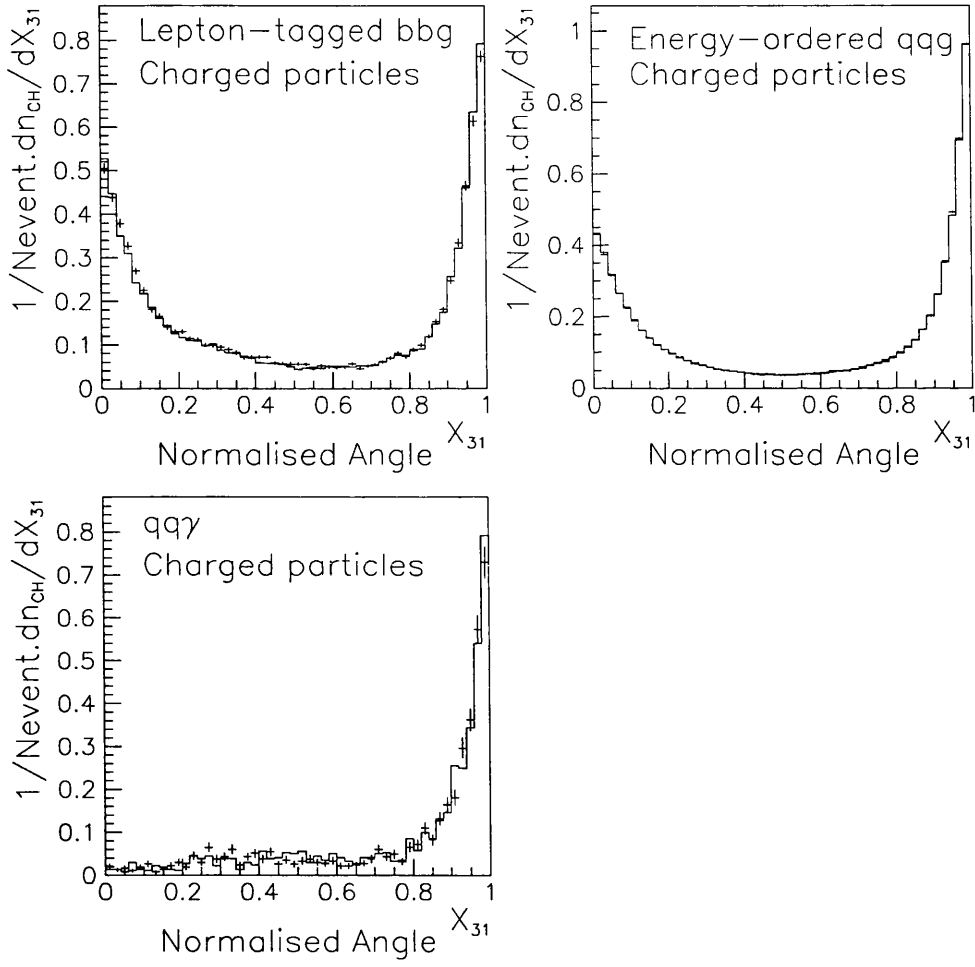 Lepton-tagged bbg
Charged particles
1/Nevent.dn_CH/dX_31
0.8
0.7
0.6
0.5
0.4
0.3
0.2
0.1
0
0 0.2 0.4 0.6 0.8 1
X_31
Normalised Angle
Energy-ordered qqg
Charged particles
1/Nevent.dn_CH/dX_31
1
0.8
0.6
0.4
0.2
0
0 0.2 0.4 0.6 0.8 1
X_31
Normalised Angle
qqγ
Charged particles
1/Nevent.dn_CH/dX_31
0.8
0.7
0.6
0.5
0.4
0.3
0.2
0.1
0
0 0.2 0.4 0.6 0.8 1
X_31
Normalised Angle